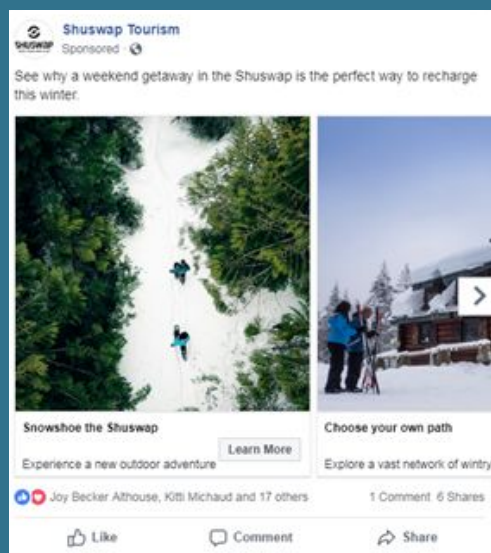 Shuswap Tourism
SHUSWAP
Sponsored ·
See why a weekend getaway in the Shuswap is the perfect way to recharge
this winter.
Snowshoe the Shuswap
Learn More
Experience a new outdoor adventure
Choose your own path
Explore a vast network of wintry
Joy Becker Althouse, Kitti Michaud and 17 others
1 Comment 6 Shares
Like
Comment
Share